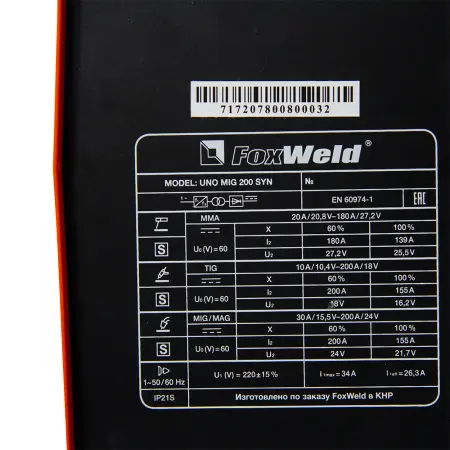 717207800800032
FoxWeld®
MODEL: UNO MIG 200 SYN №
1~ EN 60974-1 EAC
MMA 20A/20,8V–180A/27,2V
X 60% 100%
S U₀(V)=60 I₂ 180A 139A
U₂ 27,2V 25,5V
TIG 10A/10,4V–200A/18V
X 60% 100%
S U₀(V)=60 I₂ 200A 155A
U₂ 18V 16,2V
MIG/MAG 30A/15,5V–200A/24V
X 60% 100%
S U₀(V)=60 I₂ 200A 155A
U₂ 24V 21,7V
1~50/60 Hz U₁(V)=220±15% I₁max=34A I₁eff=26,3A
IP21S Изготовлено по заказу FoxWeld в КНР